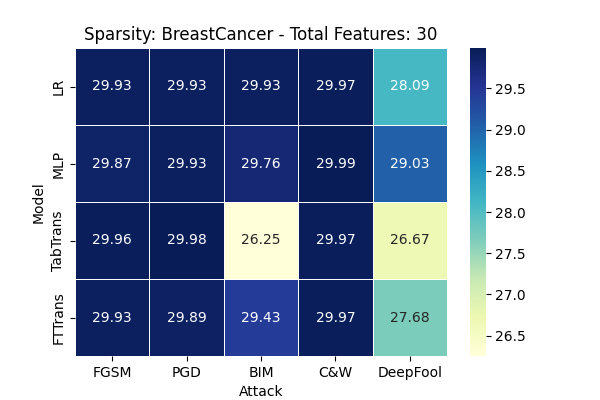 Sparsity: BreastCancer - Total Features: 30
LR 29.93 29.93 29.93 29.97 28.09
MLP 29.87 29.93 29.76 29.99 29.03
TabTrans 29.96 29.98 26.25 29.97 26.67
FTTrans 29.93 29.89 29.43 29.97 27.68
Model
FGSM PGD BIM C&W DeepFool
Attack
29.5
29.0
28.5
28.0
27.5
27.0
26.5